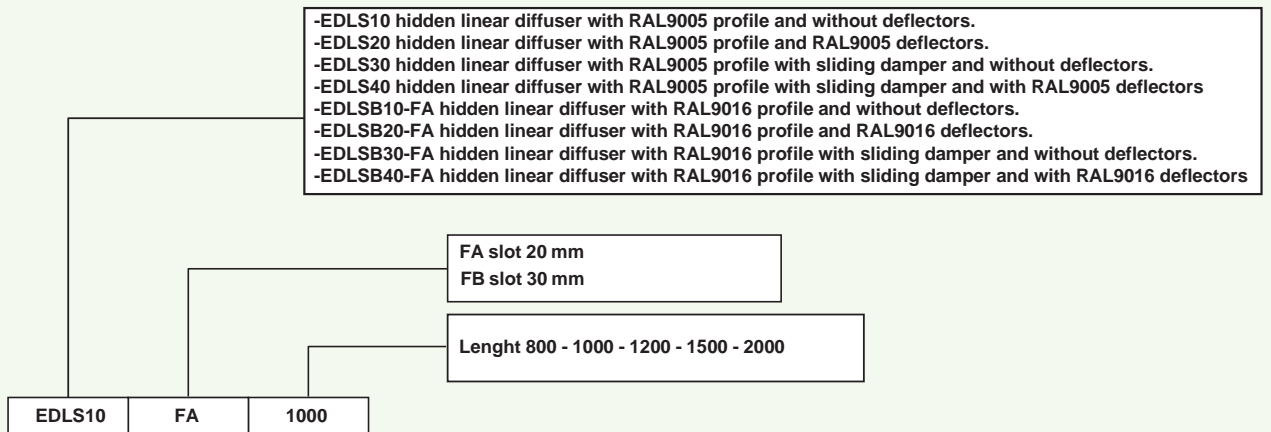 -EDLS10 hidden linear diffuser with RAL9005 profile and without deflectors.
-EDLS20 hidden linear diffuser with RAL9005 profile and RAL9005 deflectors.
-EDLS30 hidden linear diffuser with RAL9005 profile with sliding damper and without deflectors.
-EDLS40 hidden linear diffuser with RAL9005 profile with sliding damper and with RAL9005 deflectors
-EDLSB10-FA hidden linear diffuser with RAL9016 profile and without deflectors.
-EDLSB20-FA hidden linear diffuser with RAL9016 profile and RAL9016 deflectors.
-EDLSB30-FA hidden linear diffuser with RAL9016 profile with sliding damper and without deflectors.
-EDLSB40-FA hidden linear diffuser with RAL9016 profile with sliding damper and with RAL9016 deflectors
FA slot 20 mm
FB slot 30 mm
Lenght 800 - 1000 - 1200 - 1500 - 2000
EDLS10 FA 1000